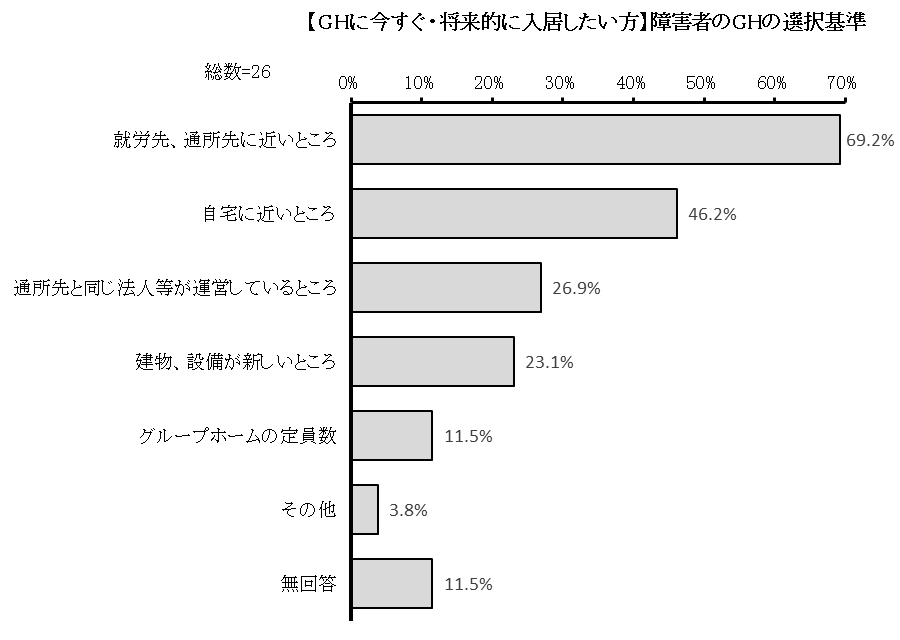 【GHに今すぐ・将来的に入居したい方】障害者のGHの選択基準
総数=26
0% 10% 20% 30% 40% 50% 60% 70%
就労先、通所先に近いところ 69.2%
自宅に近いところ 46.2%
通所先と同じ法人等が運営しているところ 26.9%
建物、設備が新しいところ 23.1%
グループホームの定員数 11.5%
その他 3.8%
無回答 11.5%